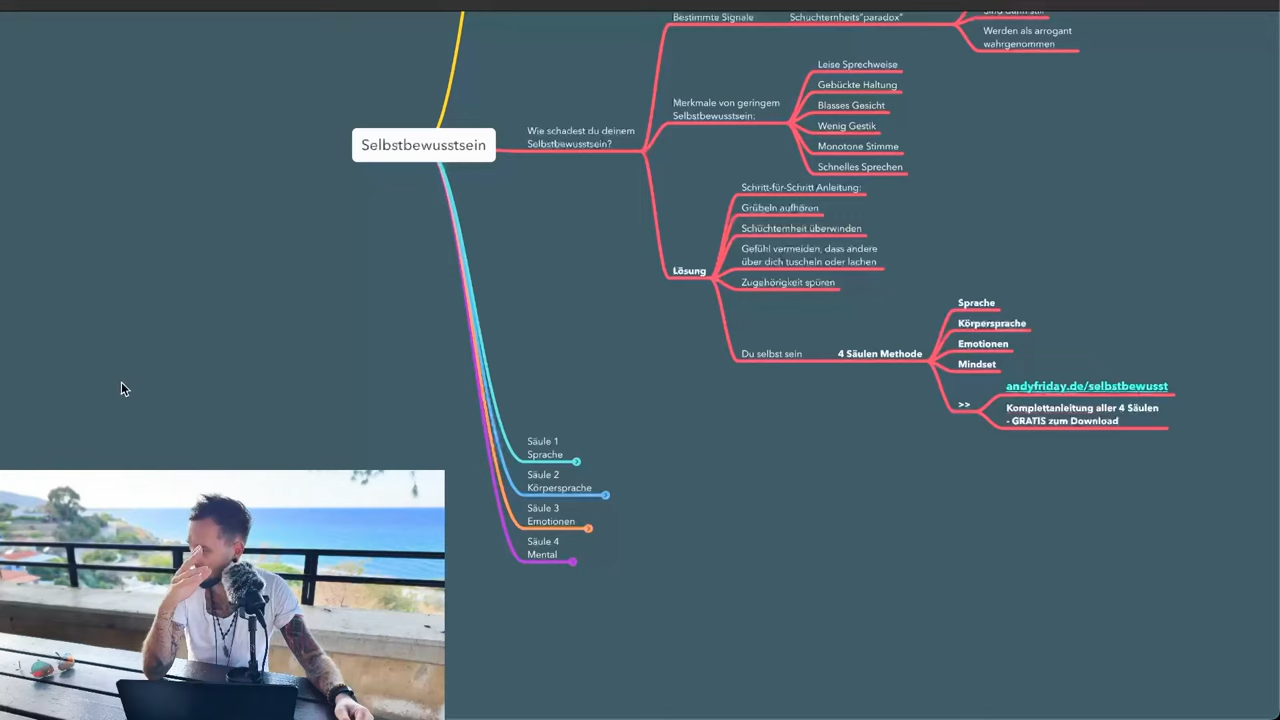 Bestimmte Signale
Schüchternheits"paradox"
Werden als arrogant
wahrgenommen
Selbstbewusstsein
Wie schadest du deinem
Selbstbewusstsein?
Merkmale von geringem
Selbstbewusstsein:
Leise Sprechweise
Gebückte Haltung
Blasses Gesicht
Wenig Gestik
Monotone Stimme
Schnelles Sprechen
Lösung
Schritt-für-Schritt Anleitung:
Grübeln aufhören
Schüchternheit überwinden
Gefühl vermeiden, dass andere
über dich tuscheln oder lachen
Zugehörigkeit spüren
Du selbst sein
4 Säulen Methode
Sprache
Körpersprache
Emotionen
Mindset
>>
andyfriday.de/selbstbewusst
Komplettanleitung aller 4 Säulen
- GRATIS zum Download
Säule 1
Sprache
Säule 2
Körpersprache
Säule 3
Emotionen
Säule 4
Mental